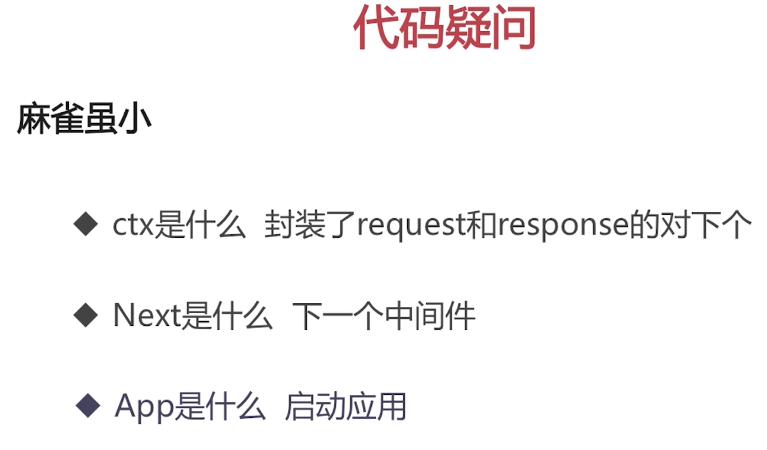 代码疑问
麻雀虽小
◆ ctx是什么 封装了request和response的对下个
◆ Next是什么 下一个中间件
◆ App是什么 启动应用